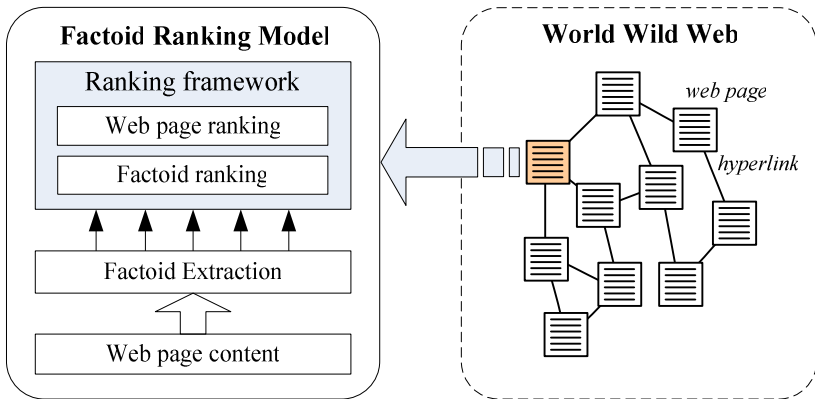 Factoid Ranking Model
Ranking framework
Web page ranking
Factoid ranking
Factoid Extraction
Web page content
World Wild Web
web page
hyperlink